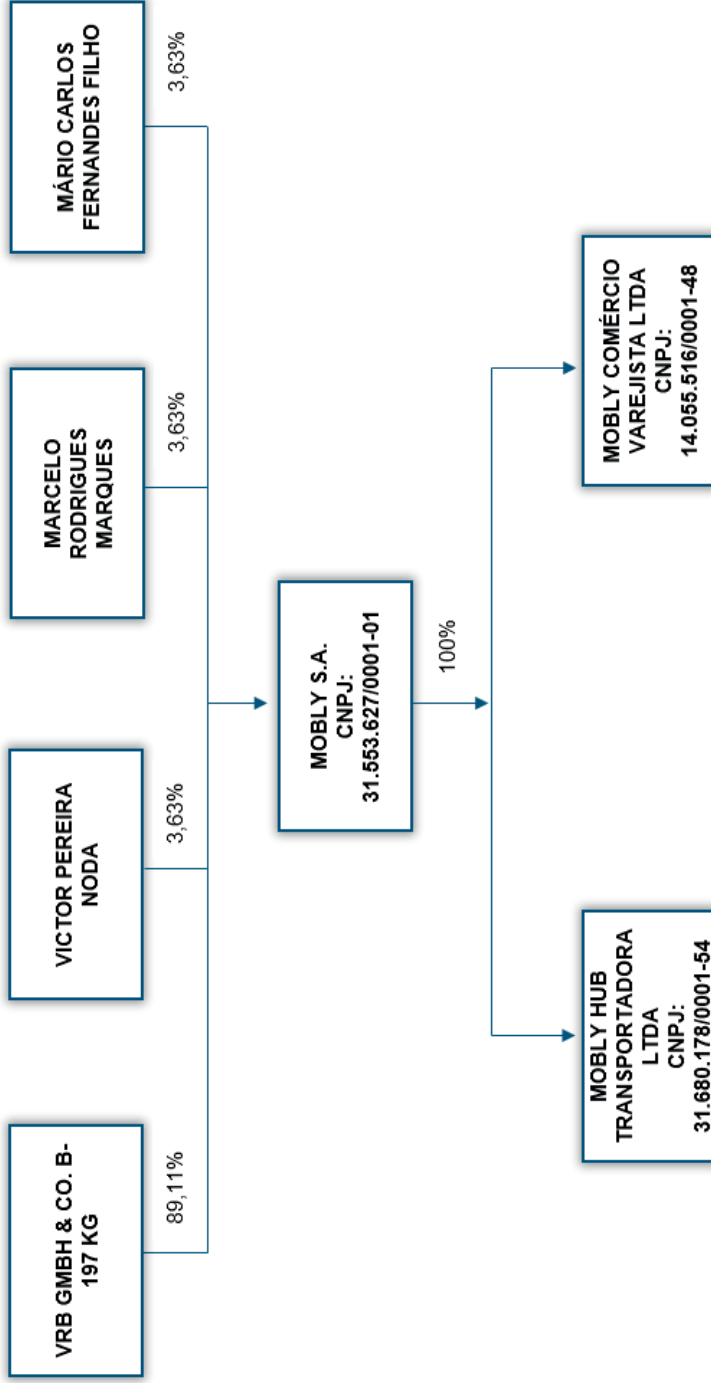 VRB GMBH & CO. B-
197 KG
VICTOR PEREIRA
NODA
MARCELO
RODRIGUES
MARQUES
MÁRIO CARLOS
FERNANDES FILHO
89,11%
3,63%
3,63%
3,63%
MOBLY S.A.
CNPJ:
31.553.627/0001-01
100%
MOBLY HUB
TRANSPORTADORA
LTDA
CNPJ:
31.680.178/0001-54
MOBLY COMÉRCIO
VAREJISTA LTDA
CNPJ:
14.055.516/0001-48